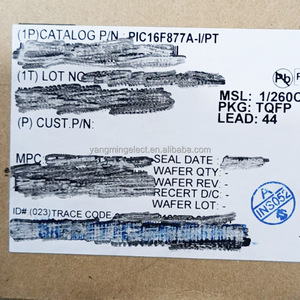 (1P)CATALOG P/N: PIC16F877A-I/PT
(1T) LOT NO
Pb
MSL: 1/260C
PKG: TQFP
LEAD: 44
(P) CUST.P/N:
yangmingelect.en.alibaba.com
MPC
SEAL DATE :
WAFER QTY:
WAFER REV: -
RECERT D/C: -
WAFER LOT: -
A
INS052
ID# (023) TRACE CODE